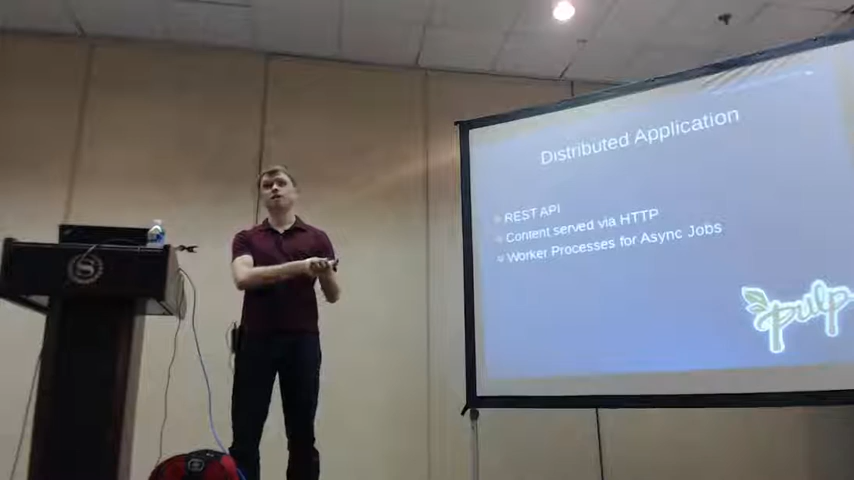 Distributed Application
REST API
Content served via HTTP
Worker Processes for Async Jobs
pulp
S